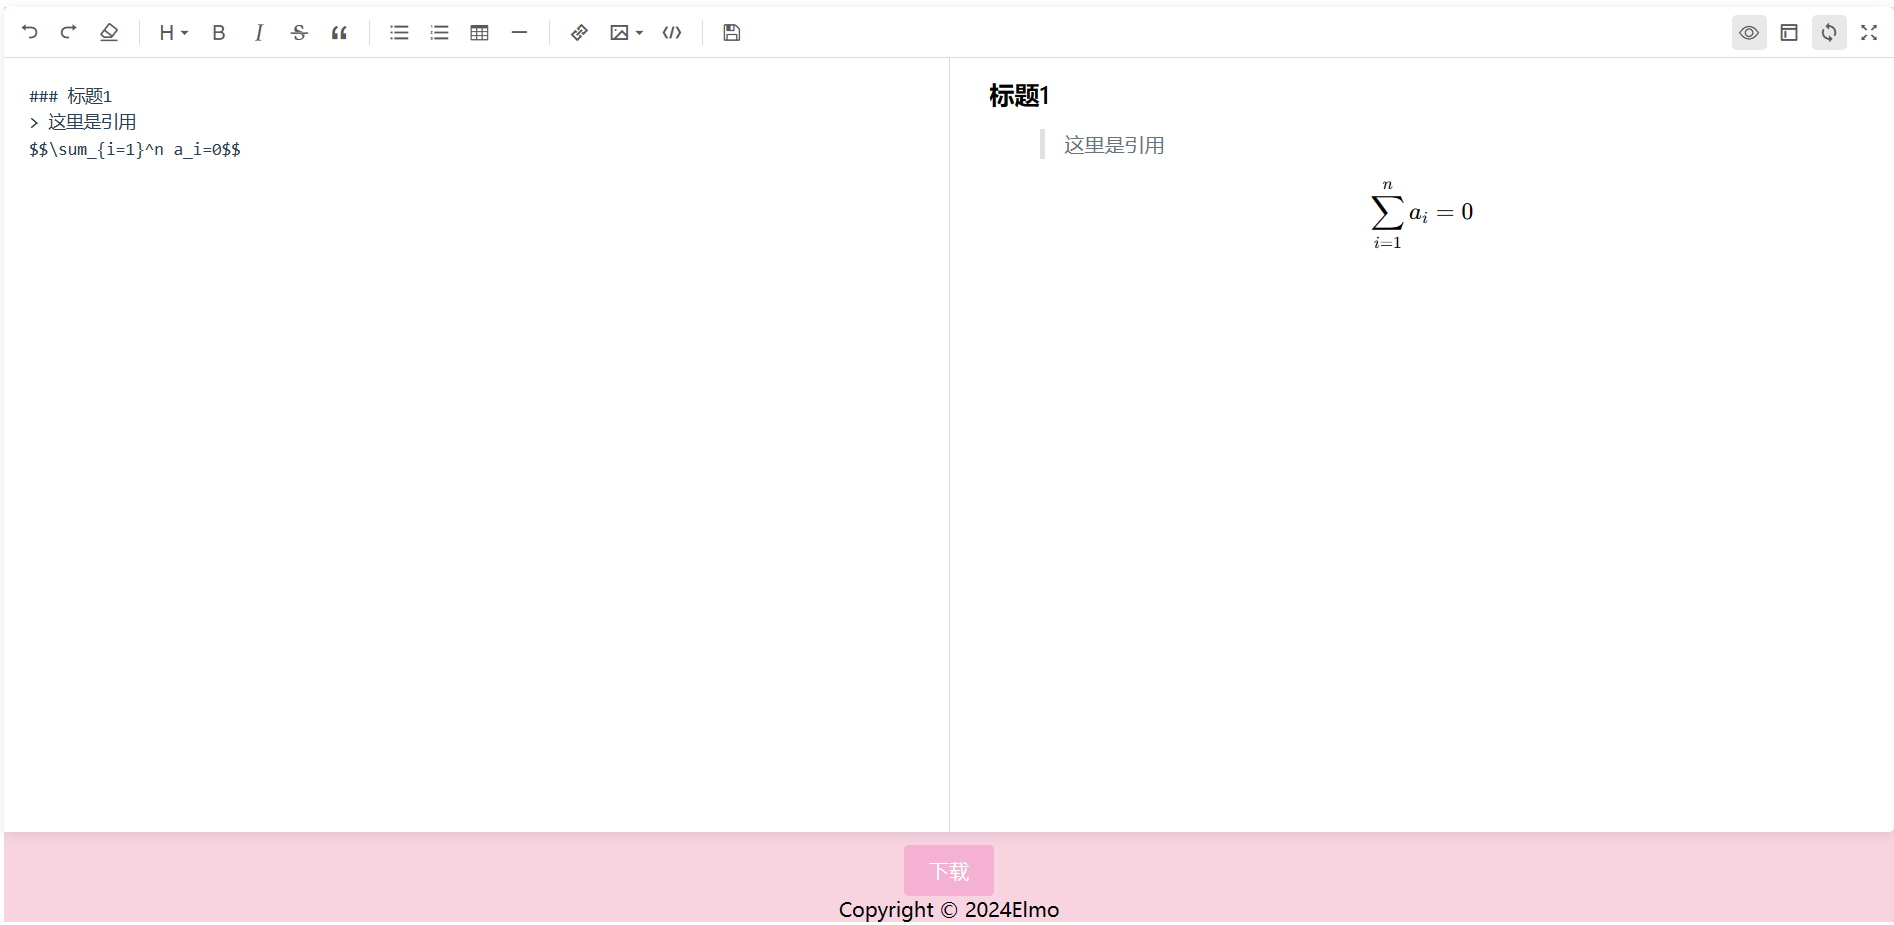 H B I S
### 标题1
> 这里是引用
$$\sum_{i=1}^n a_i=0$$
标题1
这里是引用
n
∑ a_i = 0
i=1
下载
Copyright © 2024Elmo